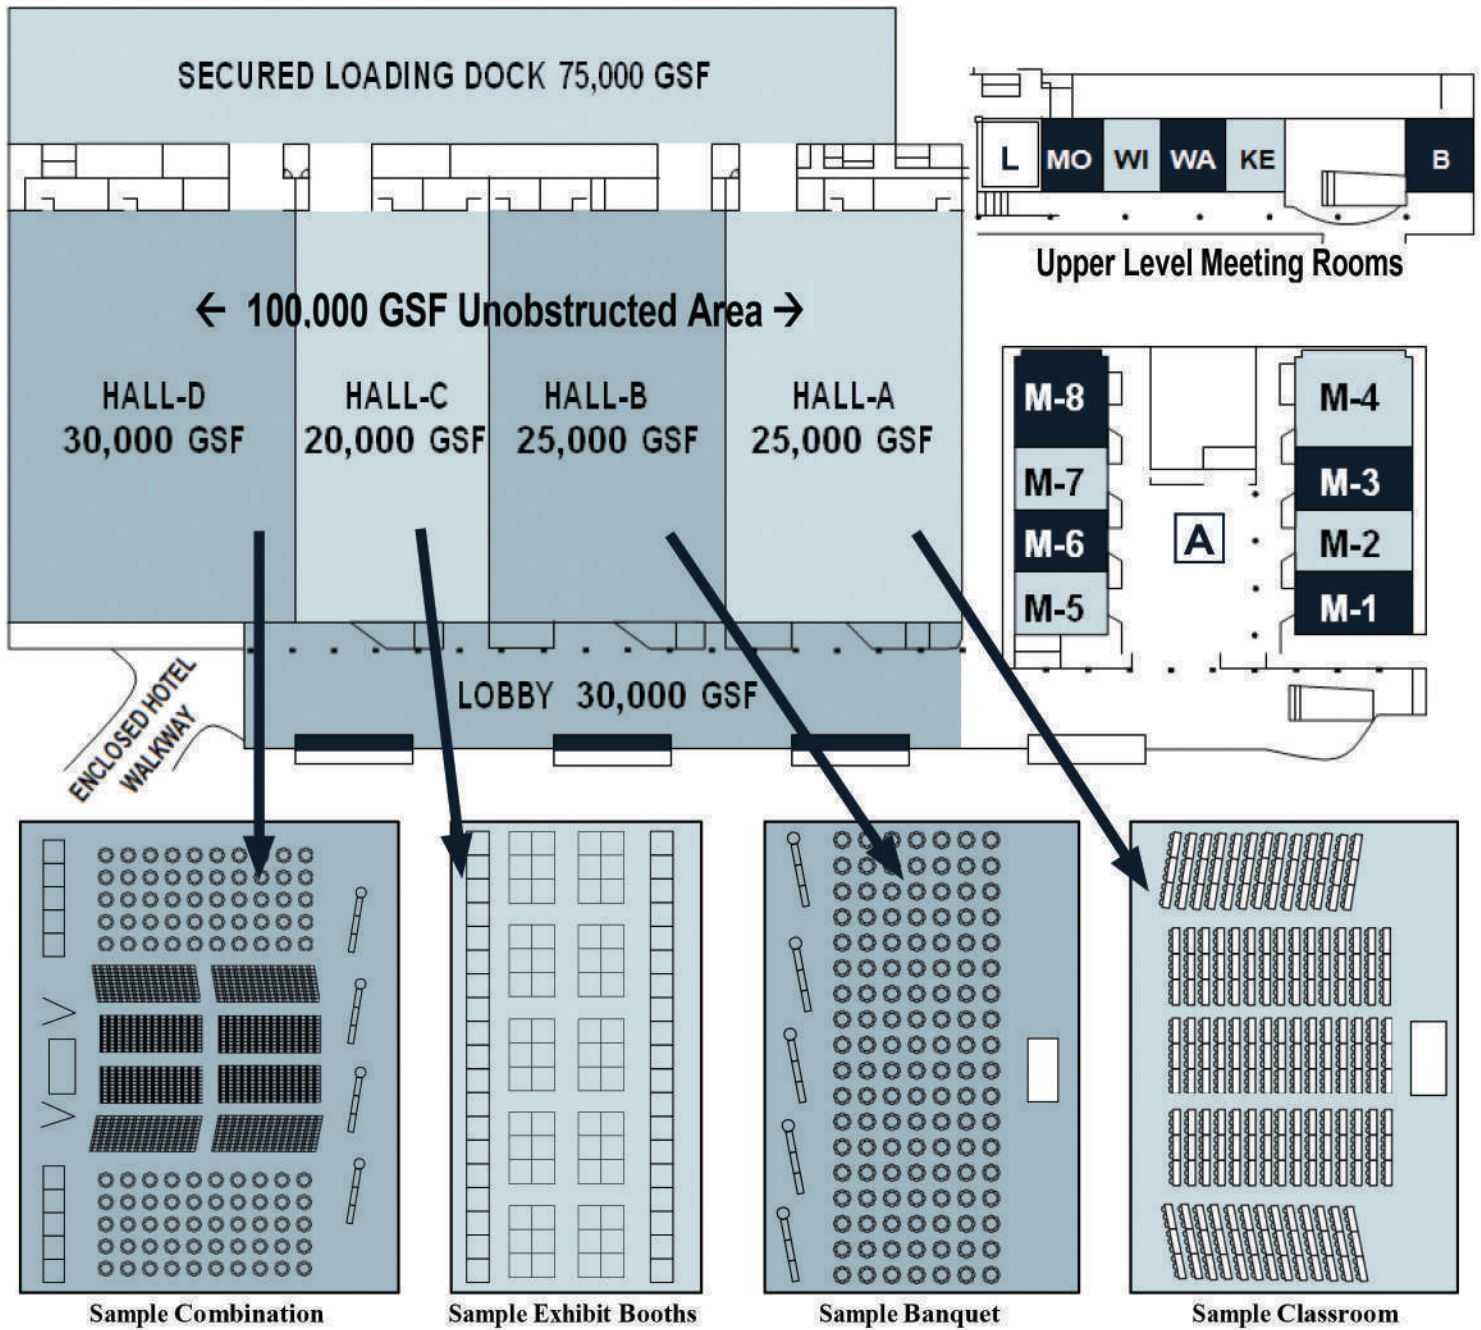 SECURED LOADING DOCK 75,000 GSF
L MO WI WA KE B
Upper Level Meeting Rooms
← 100,000 GSF Unobstructed Area →
HALL-D
30,000 GSF
HALL-C
20,000 GSF
HALL-B
25,000 GSF
HALL-A
25,000 GSF
M-8
M-7
M-6
M-5
A
M-4
M-3
M-2
M-1
LOBBY 30,000 GSF
ENCLOSED HOTEL
WALKWAY
Sample Combination
Sample Exhibit Booths
Sample Banquet
Sample Classroom